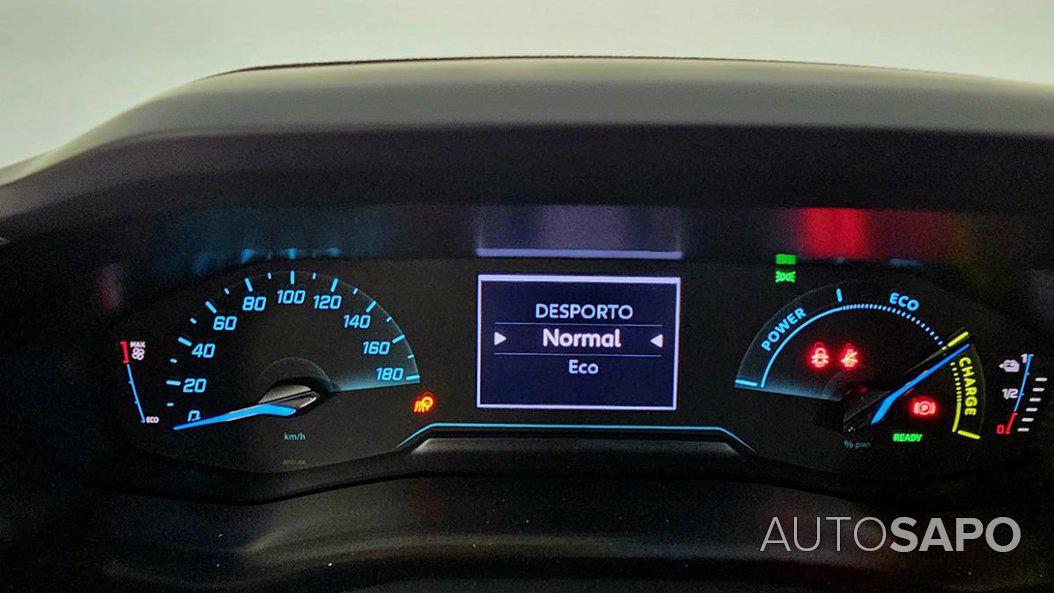 DESPORTO
Normal
Eco
0
20
40
60
80
100
120
140
160
180
km/h
MAX
ECO
POWER
ECO
CHARGE
READY
% pwr
1
1/2
0
AUTOSAPO